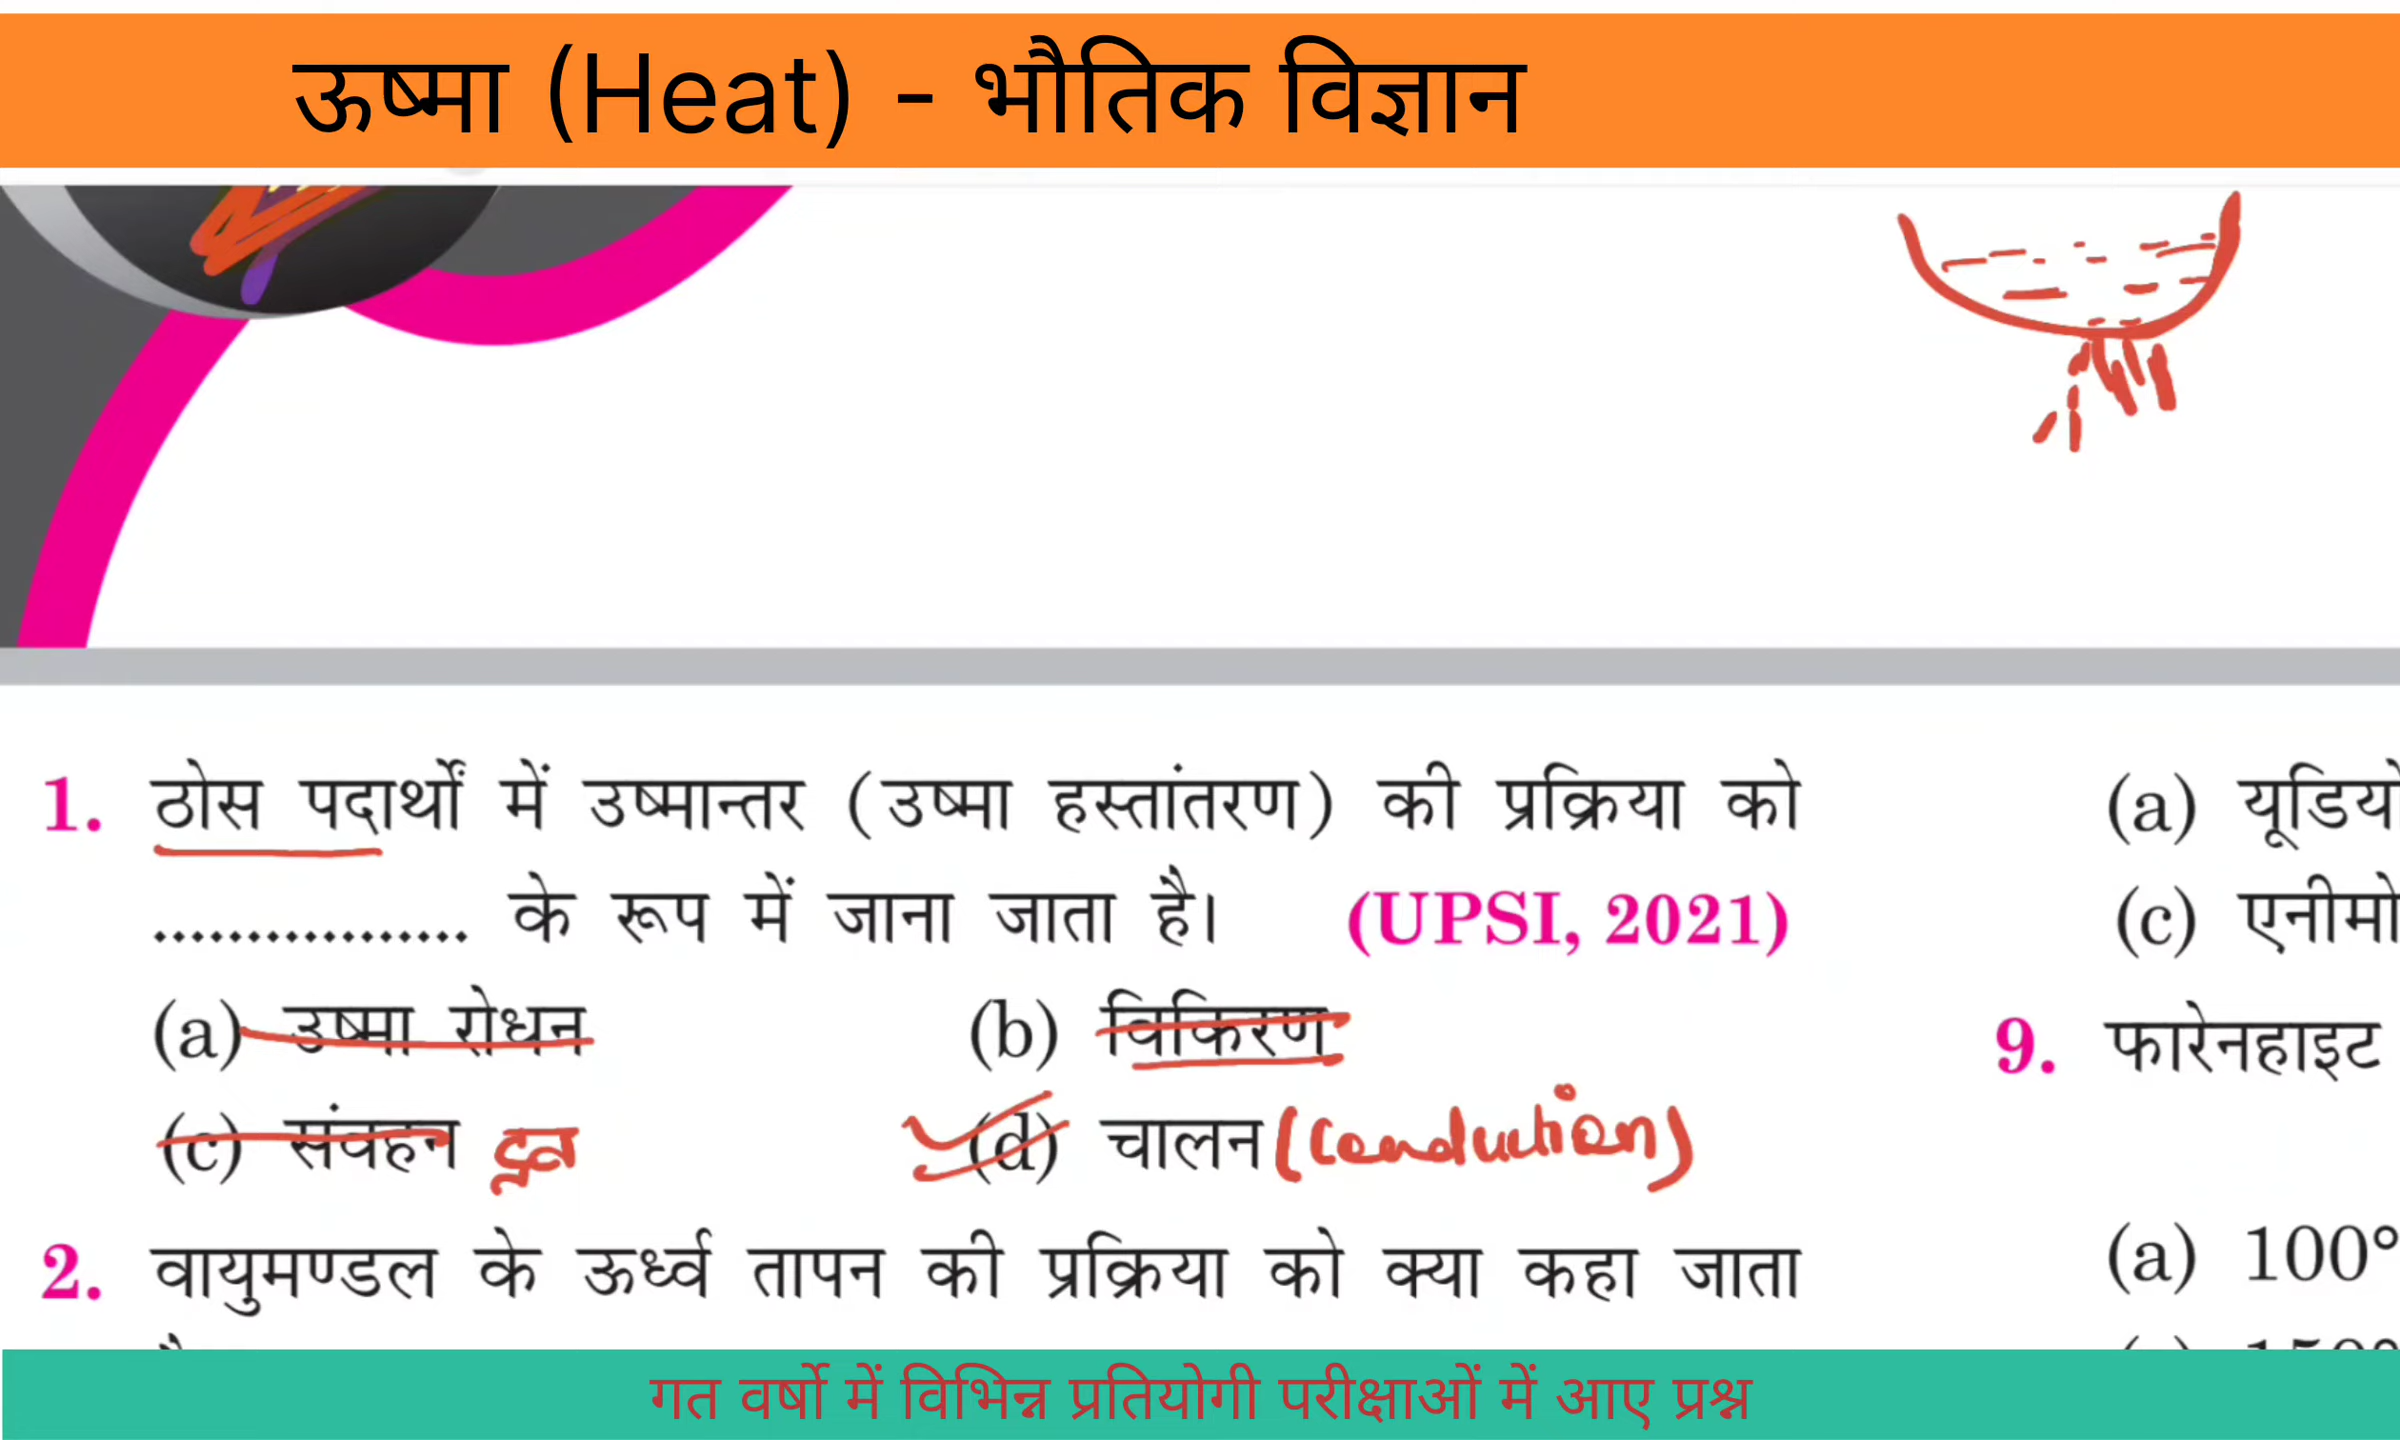 ऊष्मा (Heat) - भौतिक विज्ञान
1. ठोस पदार्थों में उष्मान्तर (उष्मा हस्तांतरण) की प्रक्रिया को
................. के रूप में जाना जाता है। (UPSI, 2021)
(a) उष्मा रोधन (b) विकिरण
(c) संवहन द्रव (d) चालन (Conduction)
2. वायुमण्डल के ऊर्ध्व तापन की प्रक्रिया को क्या कहा जाता
(a)
(c)
9. फारेनहाइट
(a) 100°
गत वर्षो में विभिन्न प्रतियोगी परीक्षाओं में आए प्रश्न